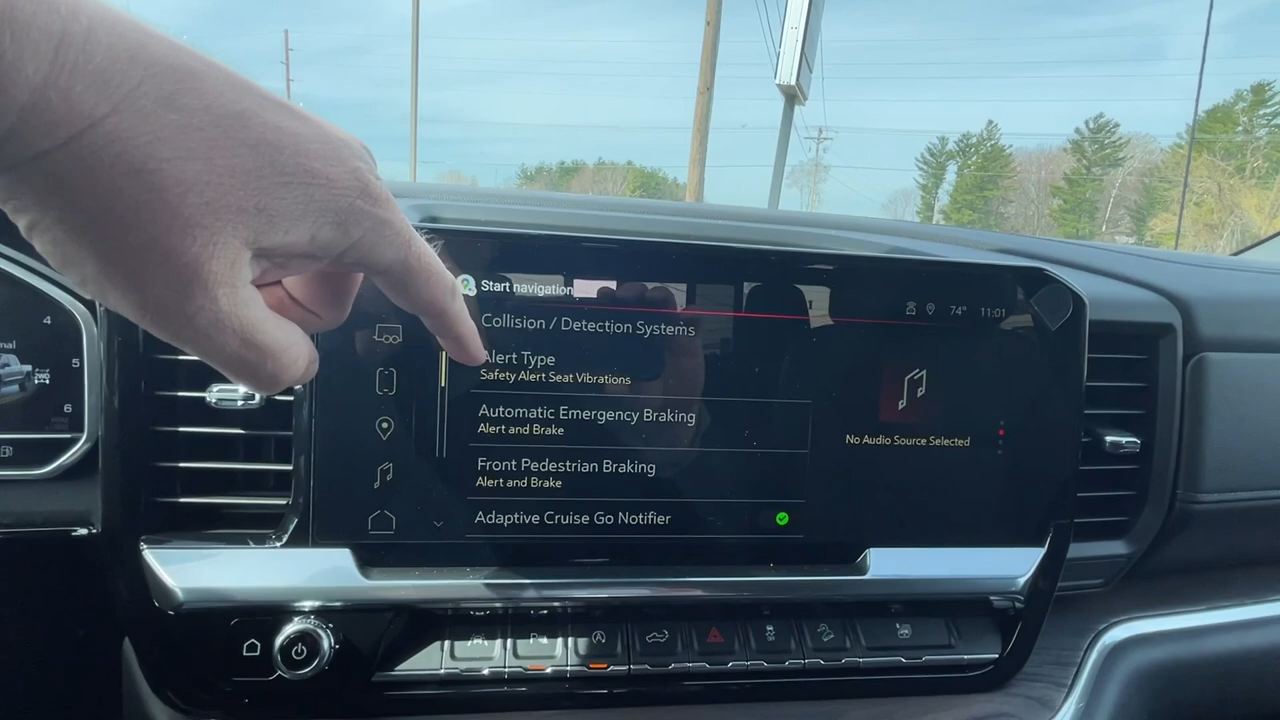 Start navigation
74° 11:01
Collision / Detection Systems
Alert Type
Safety Alert Seat Vibrations
Automatic Emergency Braking
Alert and Brake
Front Pedestrian Braking
Alert and Brake
Adaptive Cruise Go Notifier
No Audio Source Selected
4
5
6
2WD